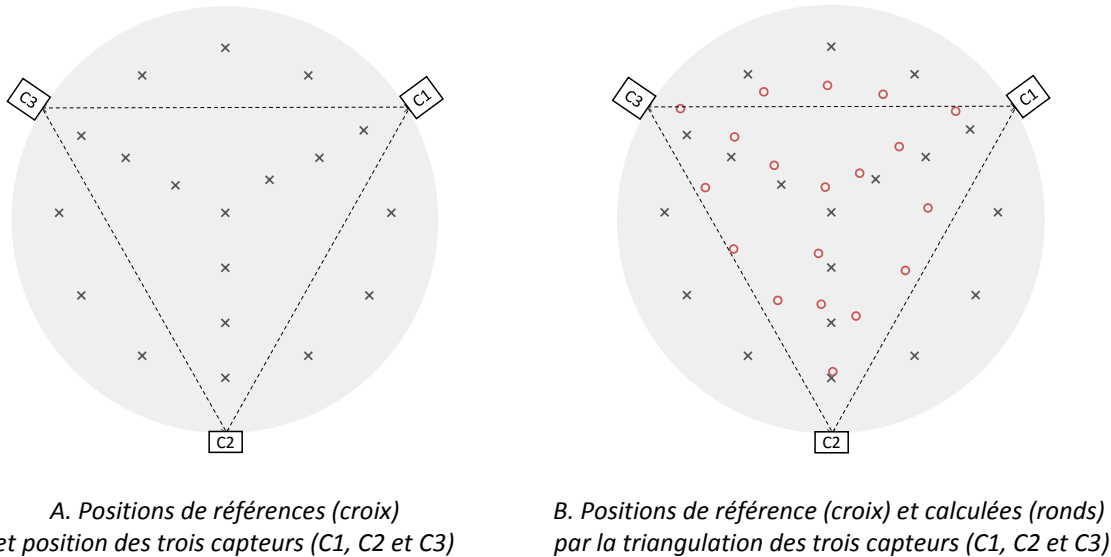 C3
C1
C2
C3
C1
C2
A. Positions de références (croix)
et position des trois capteurs (C1, C2 et C3)
B. Positions de référence (croix) et calculées (ronds)
par la triangulation des trois capteurs (C1, C2 et C3)